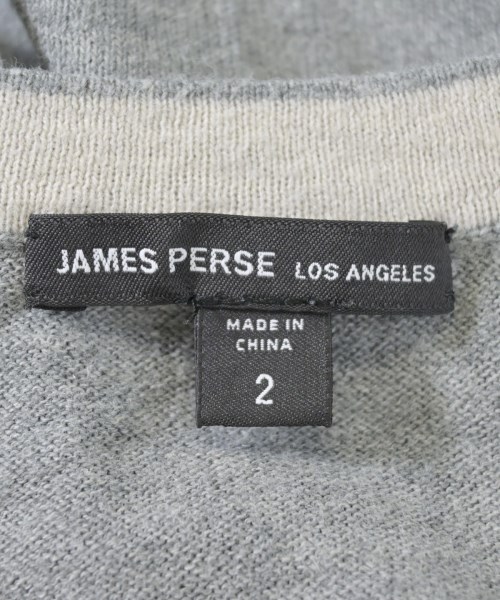 JAMES PERSE LOS ANGELES
MADE IN
CHINA
2